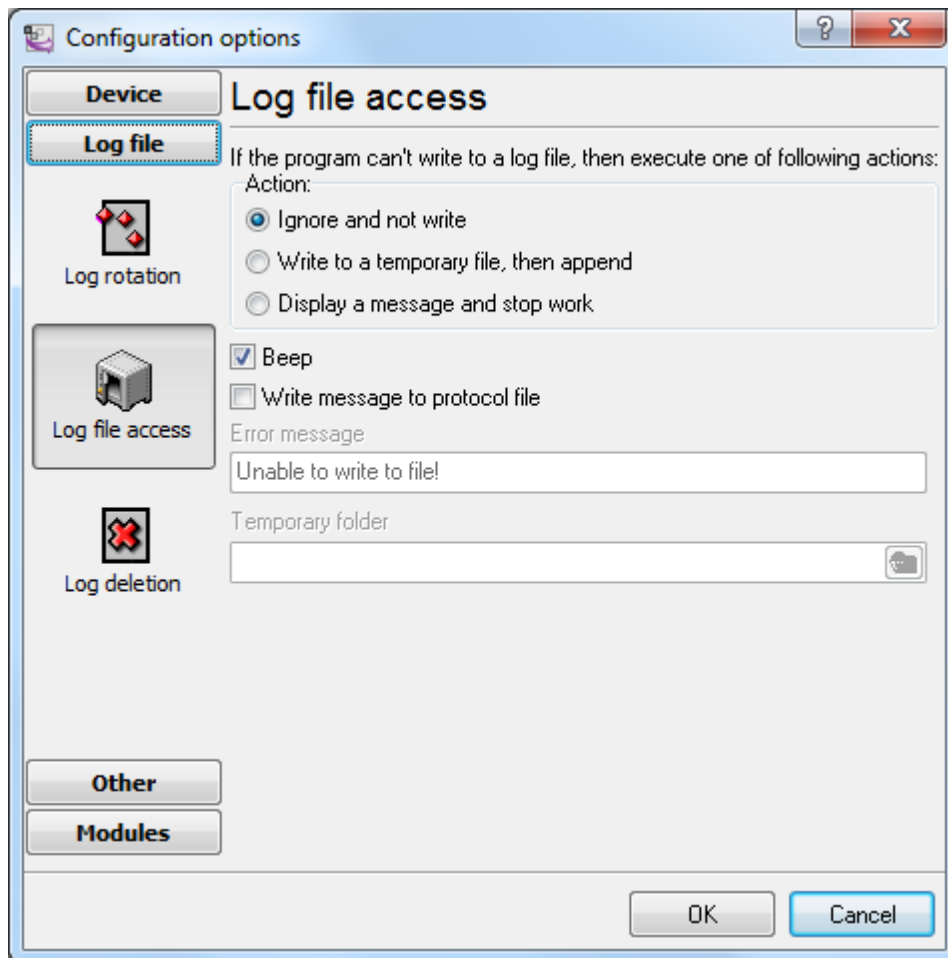 Configuration options
Device
Log file
Log rotation
Log file access
Log deletion
Other
Modules
Log file access
If the program can't write to a log file, then execute one of following actions:
Action:
Ignore and not write
Write to a temporary file, then append
Display a message and stop work
Beep
Write message to protocol file
Error message
Unable to write to file!
Temporary folder
OK
Cancel